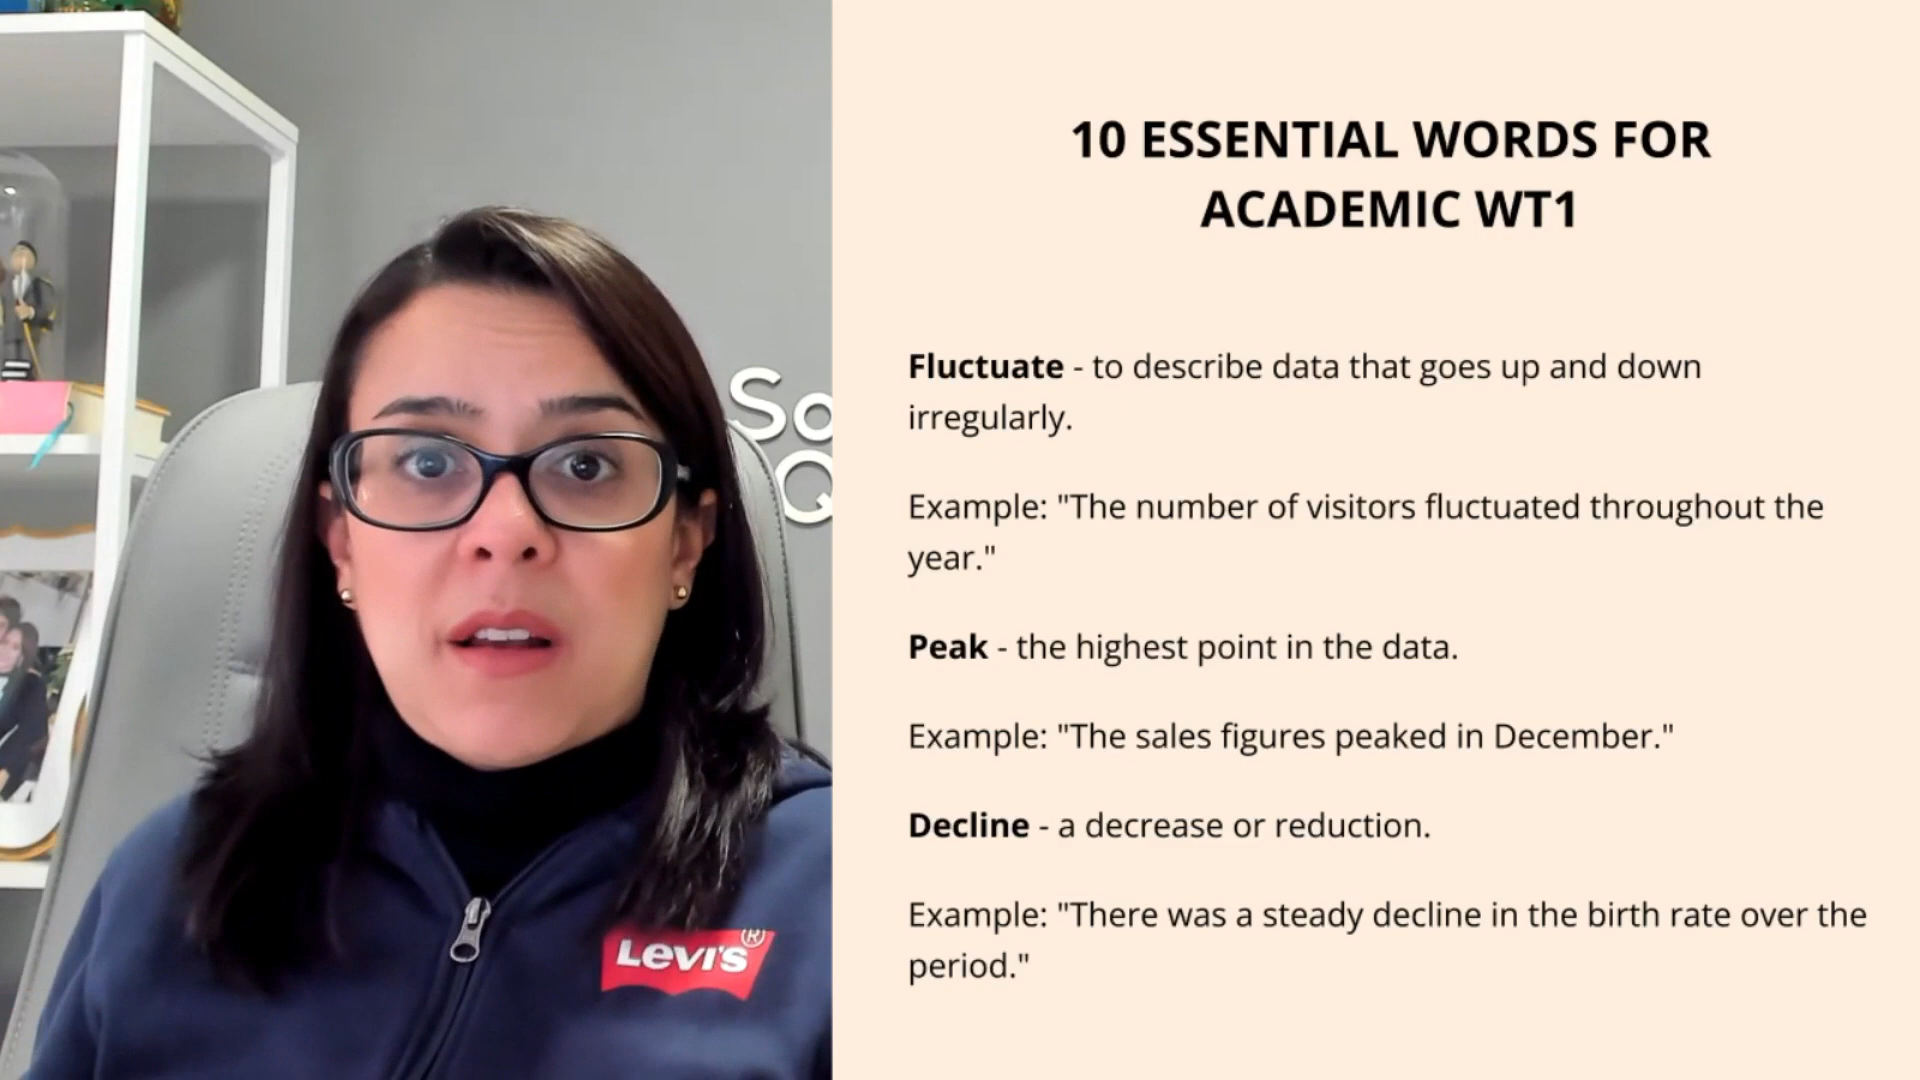 10 ESSENTIAL WORDS FOR
ACADEMIC WT1
Fluctuate - to describe data that goes up and down
irregularly.
Example: "The number of visitors fluctuated throughout the
year."
Peak - the highest point in the data.
Example: "The sales figures peaked in December."
Decline - a decrease or reduction.
Example: "There was a steady decline in the birth rate over the
period."
So
Q
Levi's®